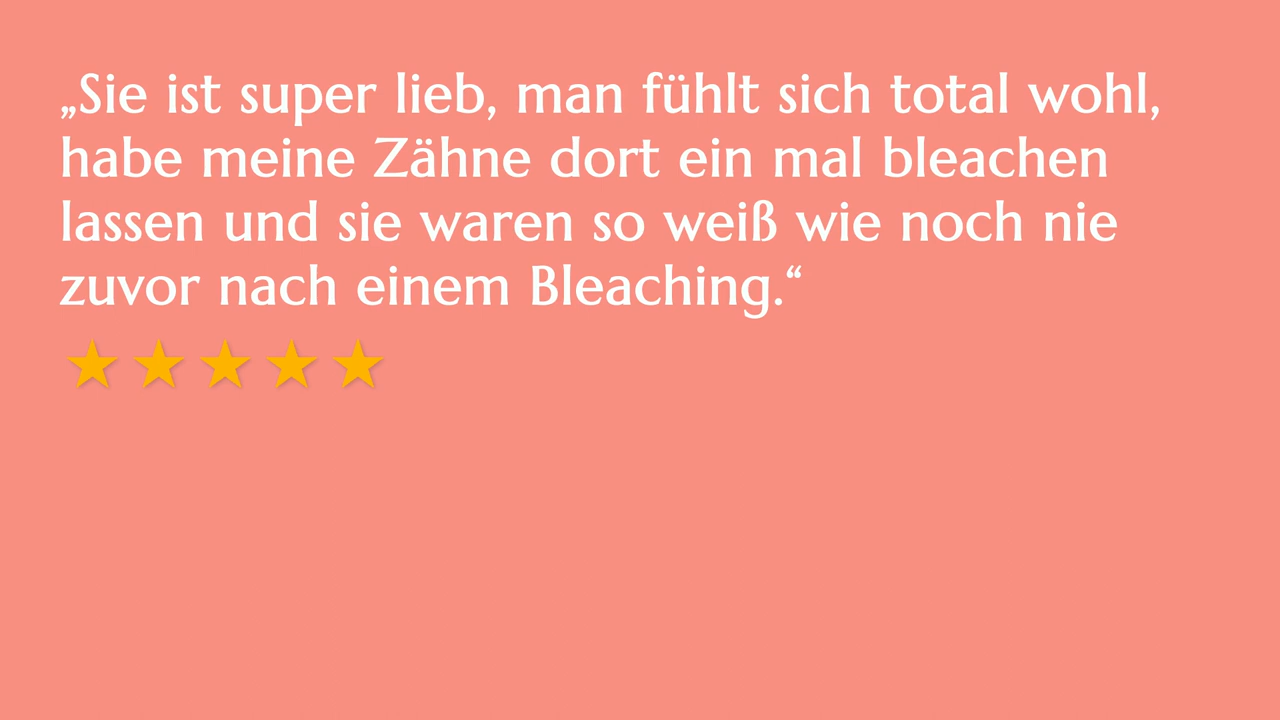 „Sie ist super lieb, man fühlt sich total wohl,
habe meine Zähne dort ein mal bleachen
lassen und sie waren so weiß wie noch nie
zuvor nach einem Bleaching.“
★★★★★